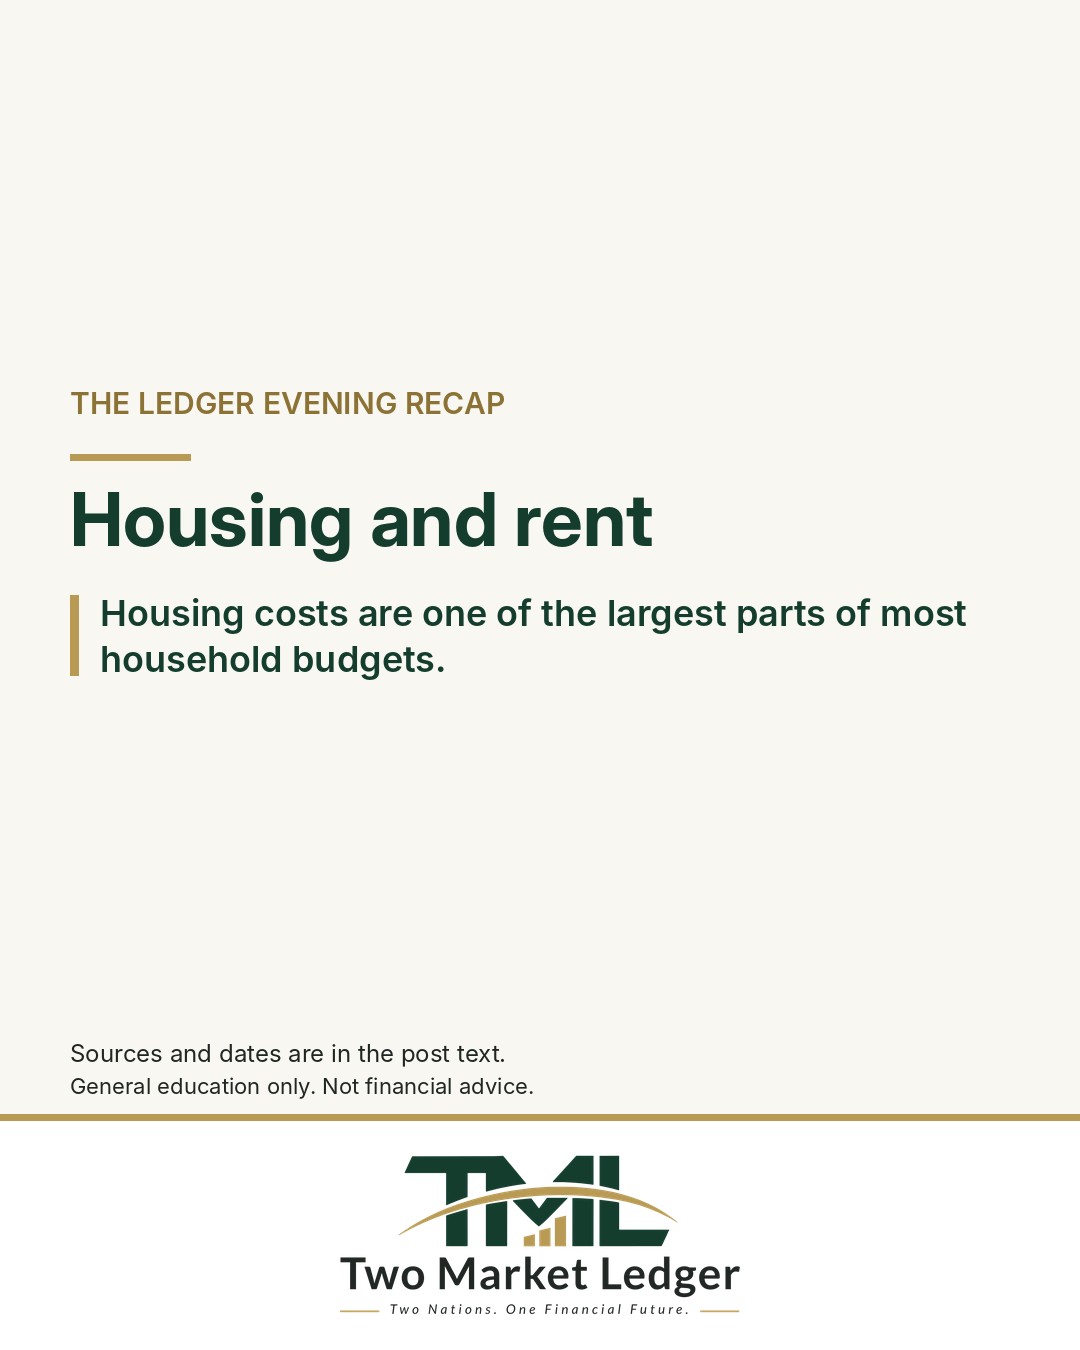 THE LEDGER EVENING RECAP
Housing and rent
Housing costs are one of the largest parts of most
household budgets.
Sources and dates are in the post text.
General education only. Not financial advice.
TML
Two Market Ledger
Two Nations. One Financial Future.